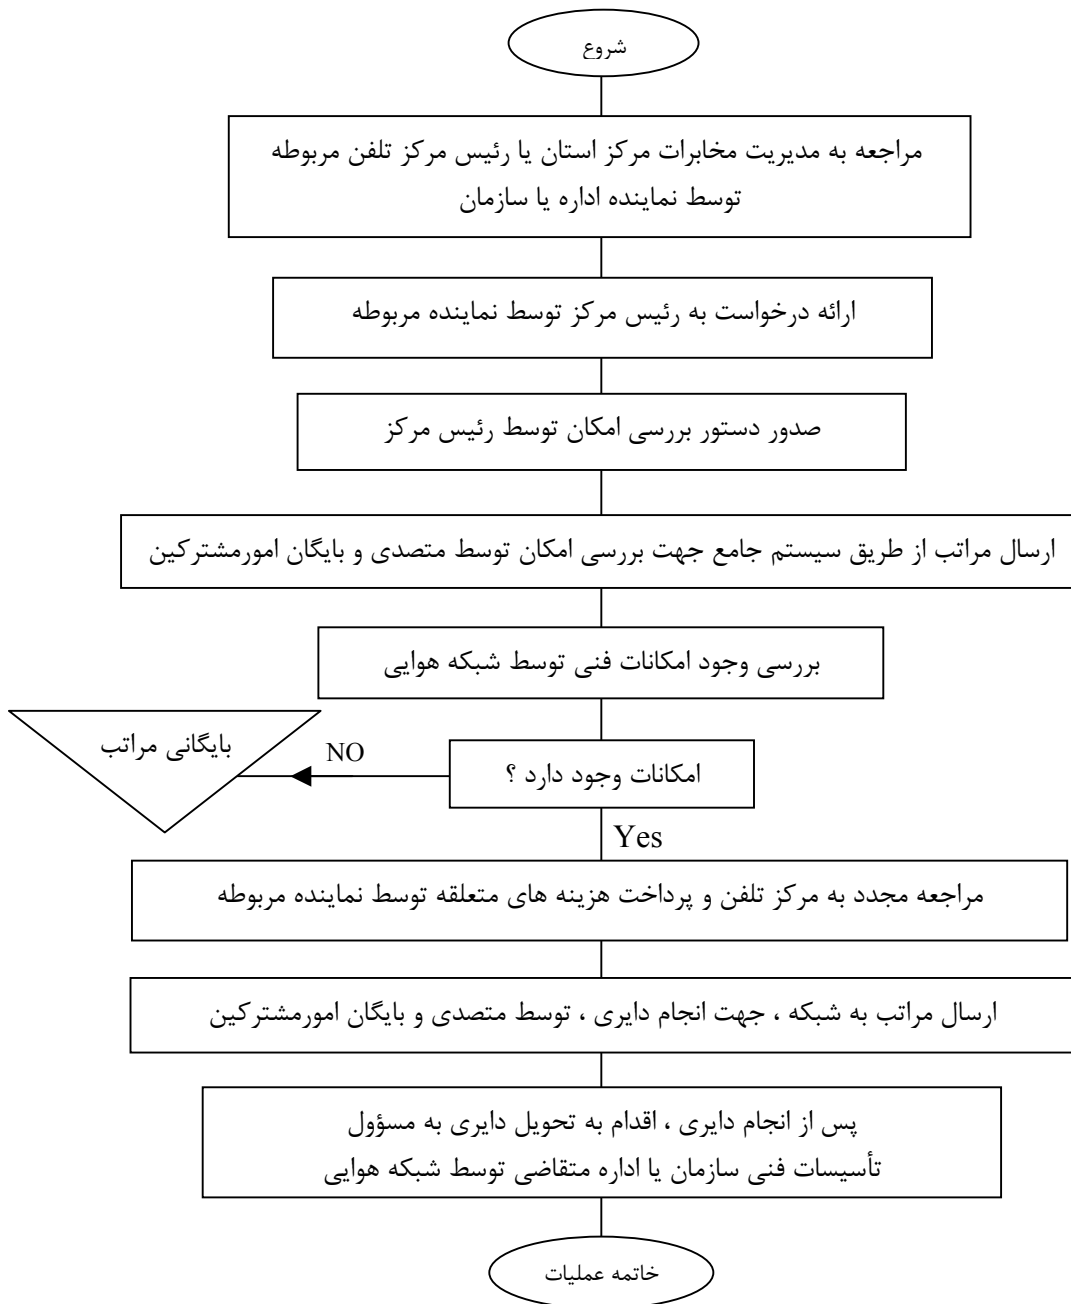 شروع
مراجعه به مدیریت مخابرات مرکز استان یا رئیس مرکز تلفن مربوطه
توسط نماینده اداره یا سازمان
ارائه درخواست به رئیس مرکز توسط نماینده مربوطه
صدور دستور بررسی امکان توسط رئیس مرکز
ارسال مراتب از طریق سیستم جامع جهت بررسی امکان توسط متصدی و بایگان امورمشترکین
بررسی وجود امکانات فنی توسط شبکه هوایی
امکانات وجود دارد ؟
NO
بایگانی مراتب
Yes
مراجعه مجدد به مرکز تلفن و پرداخت هزینه های متعلقه توسط نماینده مربوطه
ارسال مراتب به شبکه ، جهت انجام دایری ، توسط متصدی و بایگان امورمشترکین
پس از انجام دایری ، اقدام به تحویل دایری به مسؤول
تأسیسات فنی سازمان یا اداره متقاضی توسط شبکه هوایی
خاتمه عملیات